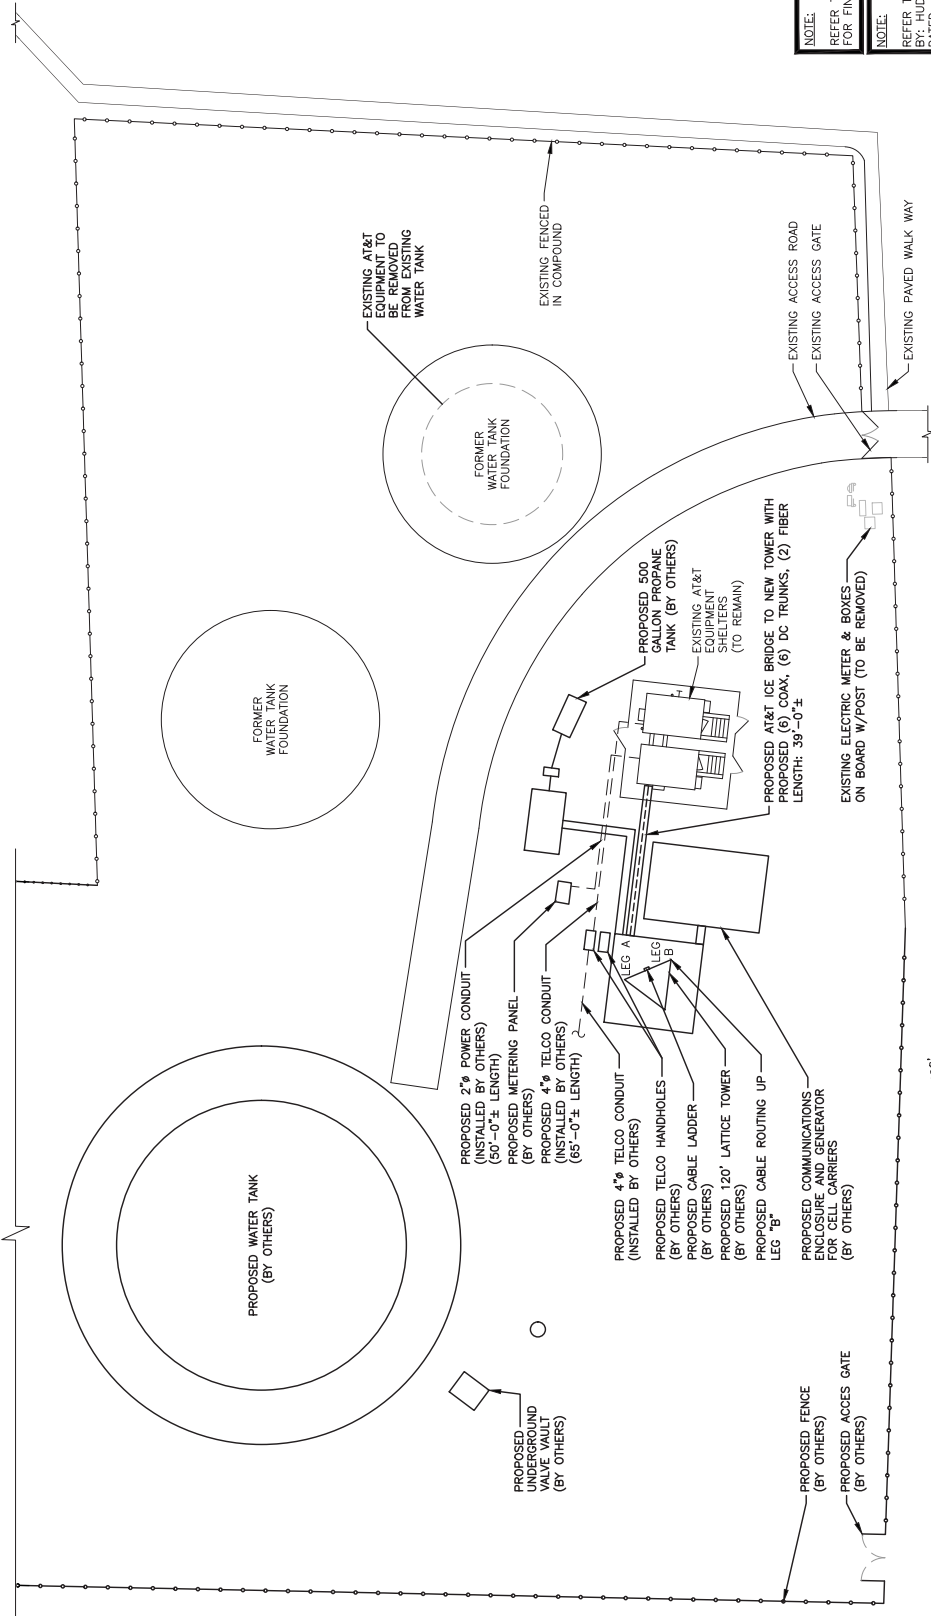 PROPOSED WATER TANK
(BY OTHERS)
FORMER
WATER TANK
FOUNDATION
FORMER
WATER TANK
FOUNDATION
EXISTING AT&T
EQUIPMENT TO
BE REMOVED
FROM EXISTING
WATER TANK
EXISTING FENCED
IN COMPOUND
PROPOSED
UNDERGROUND
VALVE VAULT
(BY OTHERS)
PROPOSED 2"ø POWER CONDUIT
(INSTALLED BY OTHERS)
(50'-0"± LENGTH)
PROPOSED METERING PANEL
(BY OTHERS)
PROPOSED 4"ø TELCO CONDUIT
(INSTALLED BY OTHERS)
(65'-0"± LENGTH)
PROPOSED 4"ø TELCO CONDUIT
(INSTALLED BY OTHERS)
PROPOSED TELCO HANDHOLES
(BY OTHERS)
PROPOSED CABLE LADDER
(BY OTHERS)
PROPOSED 120' LATTICE TOWER
(BY OTHERS)
PROPOSED CABLE ROUTING UP
LEG "B"
PROPOSED COMMUNICATIONS
ENCLOSURE AND GENERATOR
FOR CELL CARRIERS
(BY OTHERS)
LEG A
LEG
B
PROPOSED 500
GALLON PROPANE
TANK (BY OTHERS)
EXISTING AT&T
EQUIPMENT
SHELTERS
(TO REMAIN)
T
PROPOSED AT&T ICE BRIDGE TO NEW TOWER WITH
PROPOSED (6) COAX, (6) DC TRUNKS, (2) FIBER
LENGTH: 39'-0"±
EXISTING ELECTRIC METER & BOXES
ON BOARD W/POST (TO BE REMOVED)
EXISTING ACCESS ROAD
EXISTING ACCESS GATE
EXISTING PAVED WALK WAY
PROPOSED FENCE
(BY OTHERS)
PROPOSED ACCES GATE
(BY OTHERS)
NOTE:
REFER
FOR FIN
NOTE:
REFER
BY: HUD